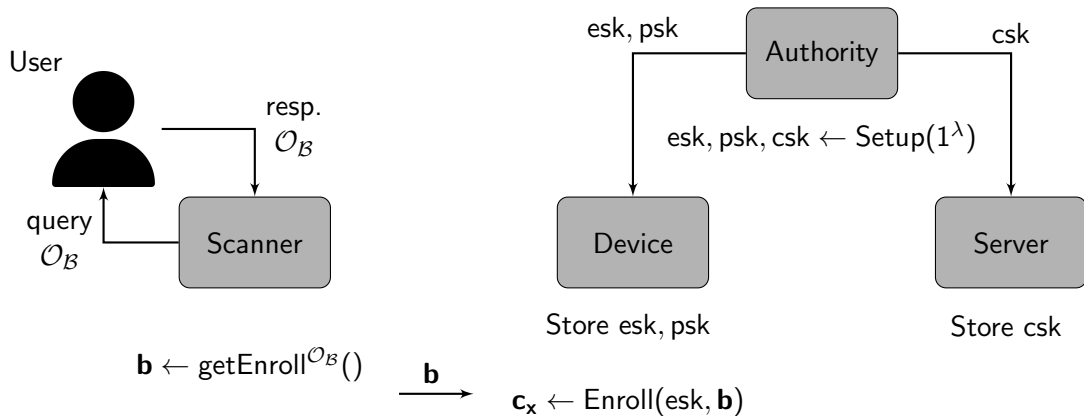 User
resp.
𝒪_ℬ
query
𝒪_ℬ
Scanner
esk, psk
Authority
csk
esk, psk, csk ← Setup(1^λ)
Device
Server
Store esk, psk
Store csk
𝐛 ← getEnroll^{𝒪_ℬ}()
𝐛
𝐜_𝐱 ← Enroll(esk, 𝐛)